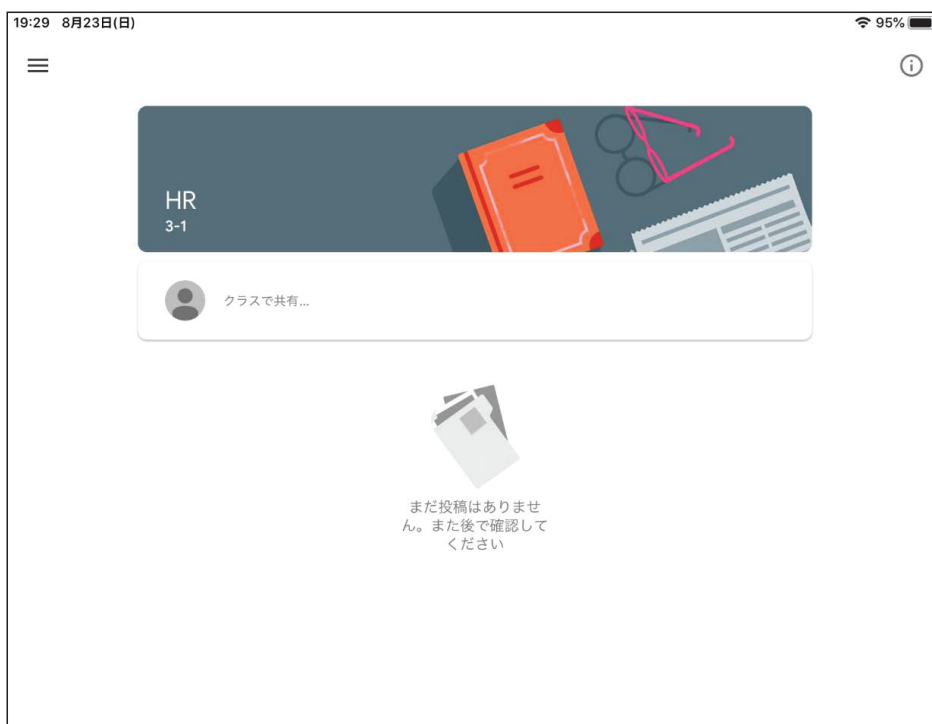 19:29 8月23日(日) 95%
HR
3-1
クラスで共有...
まだ投稿はありませ
ん。また後で確認して
ください